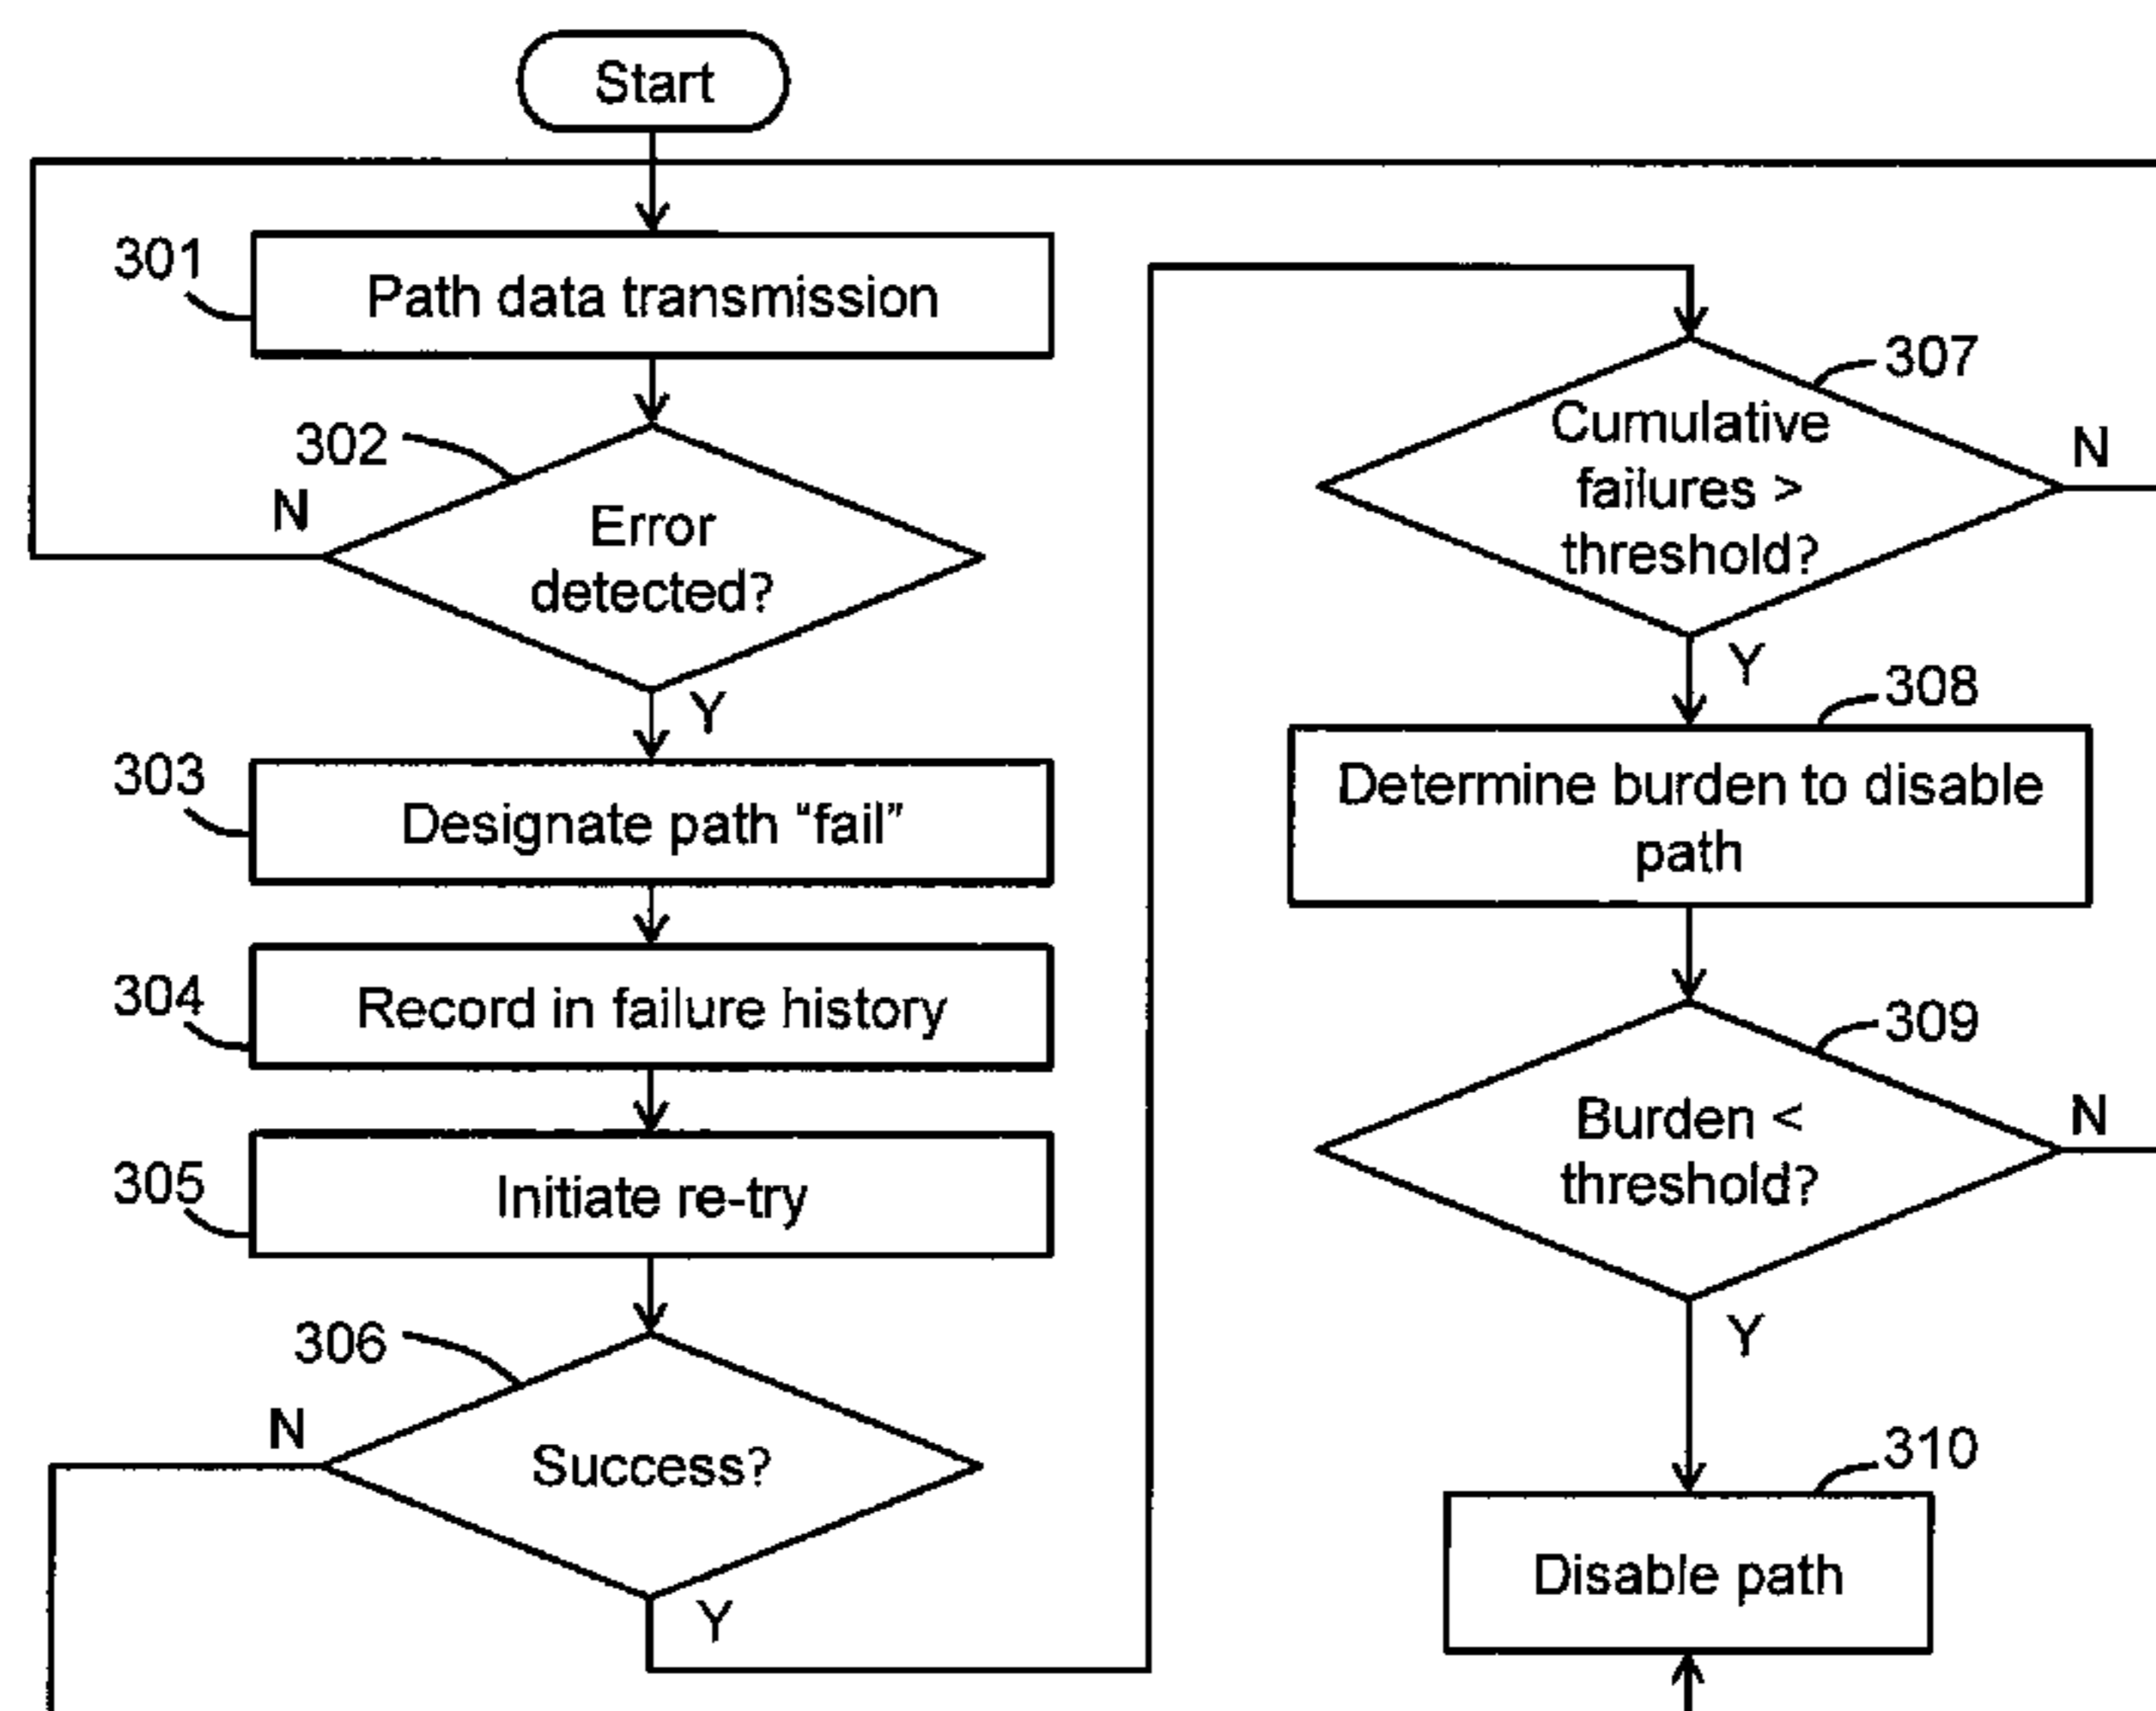 Start
301
Path data transmission
302
N
Error
detected?
Y
303
Designate path “fail”
304
Record in failure history
305
Initiate re-try
306
N
Success?
Y
307
Cumulative
failures >
threshold?
N
Y
308
Determine burden to disable
path
309
Burden <
threshold?
N
Y
310
Disable path